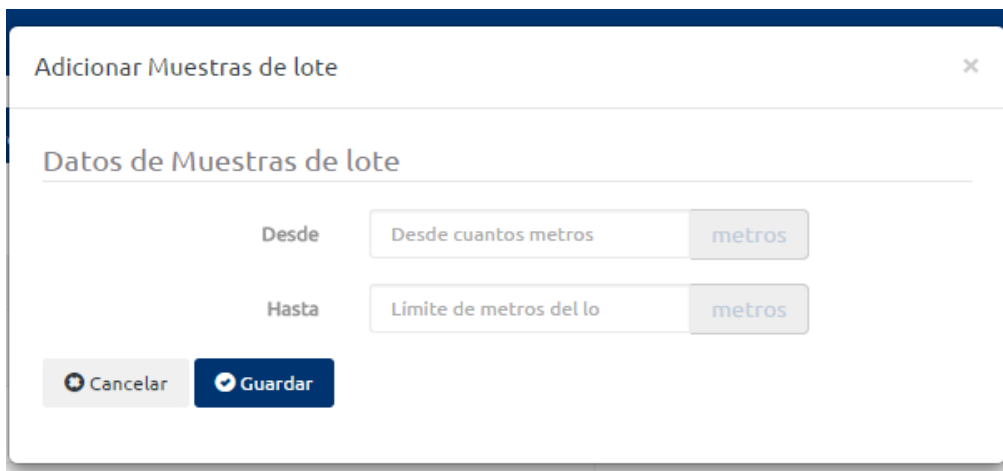 Adicionar Muestras de lote ×
Datos de Muestras de lote
Desde Desde cuantos metros metros
Hasta Límite de metros del lo metros
Cancelar Guardar